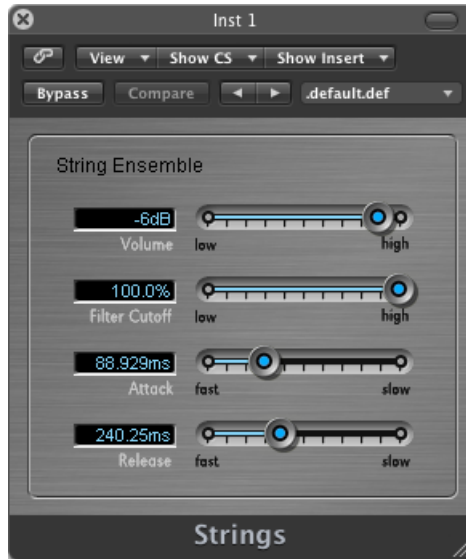 Inst 1
View Show CS Show Insert
Bypass Compare .default.def
String Ensemble
-6dB
Volume low high
100.0%
Filter Cutoff low high
88.929ms
Attack fast slow
240.25ms
Release fast slow
Strings